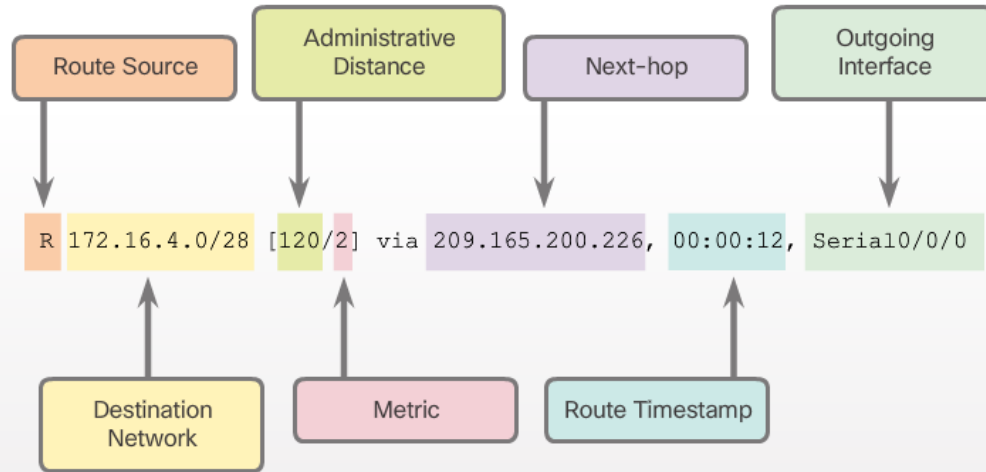 Route Source
Administrative
Distance
Next-hop
Outgoing
Interface
R 172.16.4.0/28 [120/2] via 209.165.200.226, 00:00:12, Serial0/0/0
Destination
Network
Metric
Route Timestamp